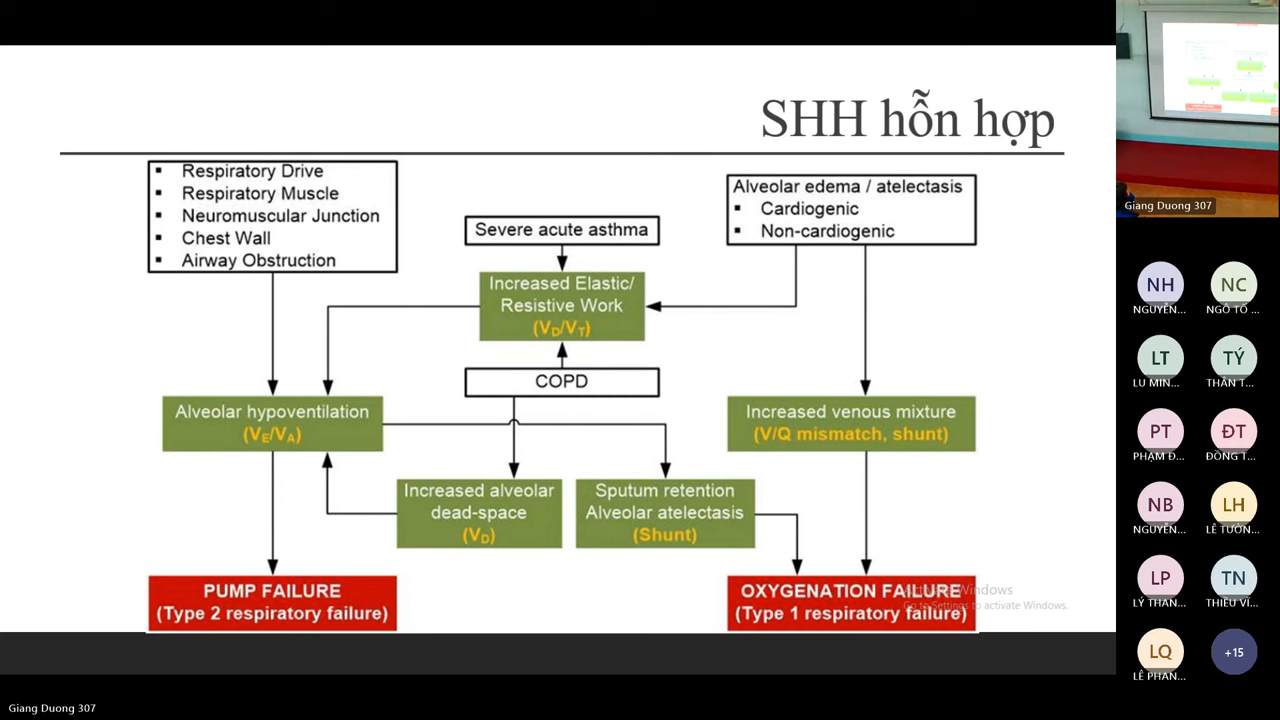 SHH hỗn hợp
▪ Respiratory Drive
▪ Respiratory Muscle
▪ Neuromuscular Junction
▪ Chest Wall
▪ Airway Obstruction
Severe acute asthma
Alveolar edema / atelectasis
▪ Cardiogenic
▪ Non-cardiogenic
Increased Elastic/
Resistive Work
(VD/VT)
COPD
Alveolar hypoventilation
(VE/VA)
Increased venous mixture
(V/Q mismatch, shunt)
Increased alveolar
dead-space
(VD)
Sputum retention
Alveolar atelectasis
(Shunt)
PUMP FAILURE
(Type 2 respiratory failure)
OXYGENATION FAILURE
(Type 1 respiratory failure)
Activate Windows
Go to Settings to activate Windows.
Giang Duong 307
NH
NGUYỄN...
NC
NGÔ TỐ ...
LT
LU MIN...
TÝ
THÂN T...
PT
PHẠM Đ...
ĐT
ĐỒNG T...
NB
NGUYỄN...
LH
LÊ TƯỜN...
LP
LÝ THAN...
TN
THIỀU VĨ...
LQ
LÊ PHAN...
+15
Giang Duong 307